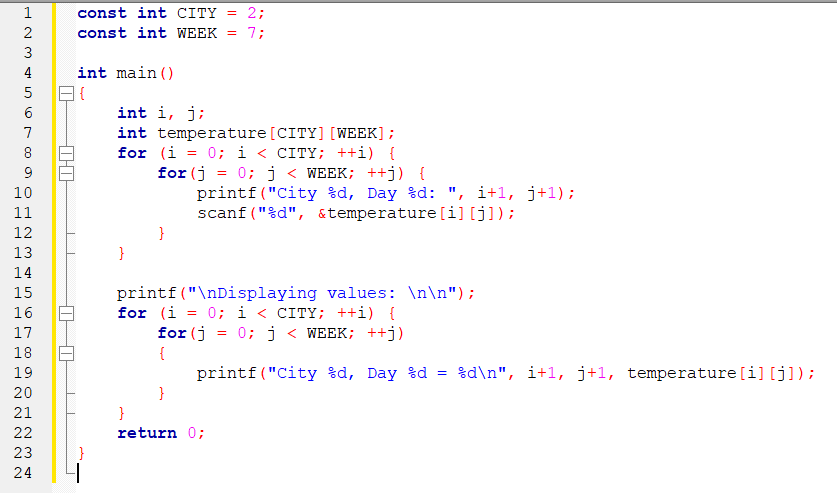 1 const int CITY = 2;
2 const int WEEK = 7;
3
4 int main()
5 {
6     int i, j;
7     int temperature[CITY][WEEK];
8     for (i = 0; i < CITY; ++i) {
9         for(j = 0; j < WEEK; ++j) {
10             printf("City %d, Day %d: ", i+1, j+1);
11             scanf("%d", &temperature[i][j]);
12         }
13     }
14
15     printf("\nDisplaying values: \n\n");
16     for (i = 0; i < CITY; ++i) {
17         for(j = 0; j < WEEK; ++j)
18         {
19             printf("City %d, Day %d = %d\n", i+1, j+1, temperature[i][j]);
20         }
21     }
22     return 0;
23 }
24